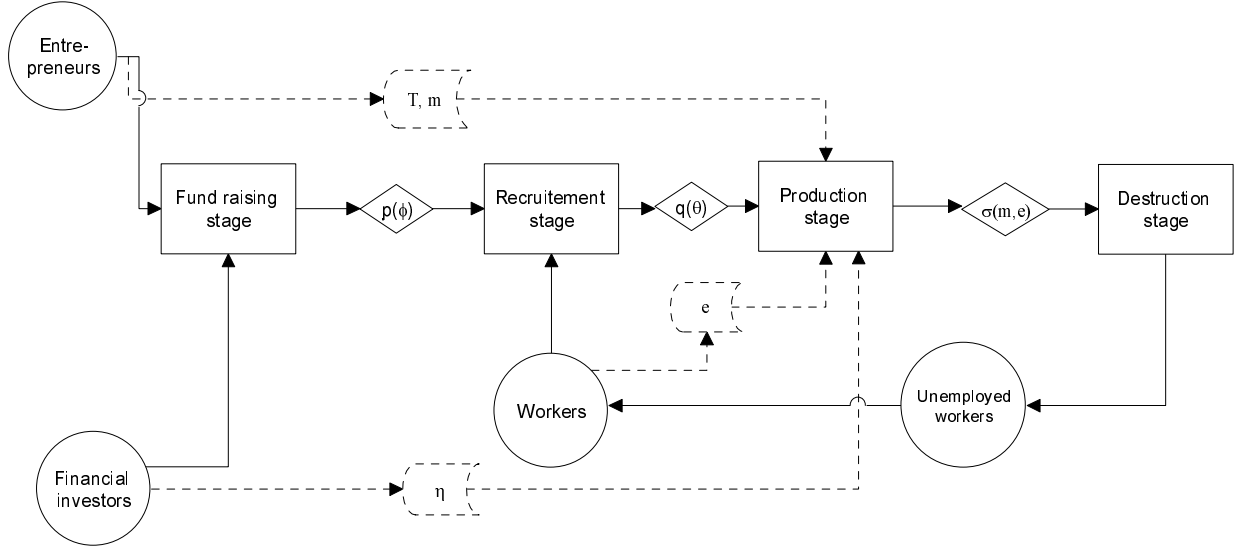 Entre-
preneurs
T, m
Fund raising
stage
p(ϕ)
Recruitement
stage
q(θ)
Production
stage
σ(m,e)
Destruction
stage
e
Workers
Unemployed
workers
Financial
investors
η